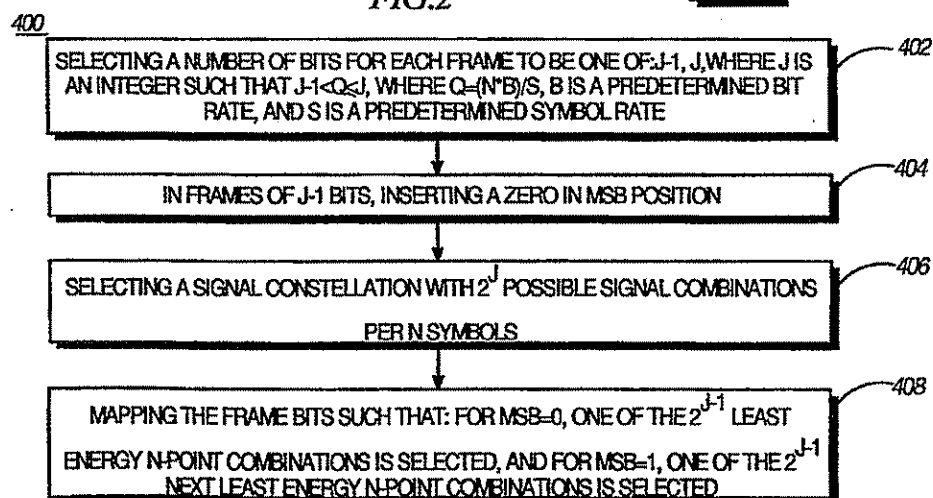 FIG.2
400
SELECTING A NUMBER OF BITS FOR EACH FRAME TO BE ONE OF:J-1, J,WHERE J IS
AN INTEGER SUCH THAT J-1<Q≤J, WHERE Q=(N*B)/S, B IS A PREDETERMINED BIT
RATE, AND S IS A PREDETERMINED SYMBOL RATE
402
IN FRAMES OF J-1 BITS, INSERTING A ZERO IN MSB POSITION
404
SELECTING A SIGNAL CONSTELLATION WITH 2^J POSSIBLE SIGNAL COMBINATIONS
PER N SYMBOLS
406
MAPPING THE FRAME BITS SUCH THAT: FOR MSB=0, ONE OF THE 2^J-1 LEAST
ENERGY N-POINT COMBINATIONS IS SELECTED, AND FOR MSB=1, ONE OF THE 2^J-1
NEXT LEAST ENERGY N-POINT COMBINATIONS IS SELECTED
408